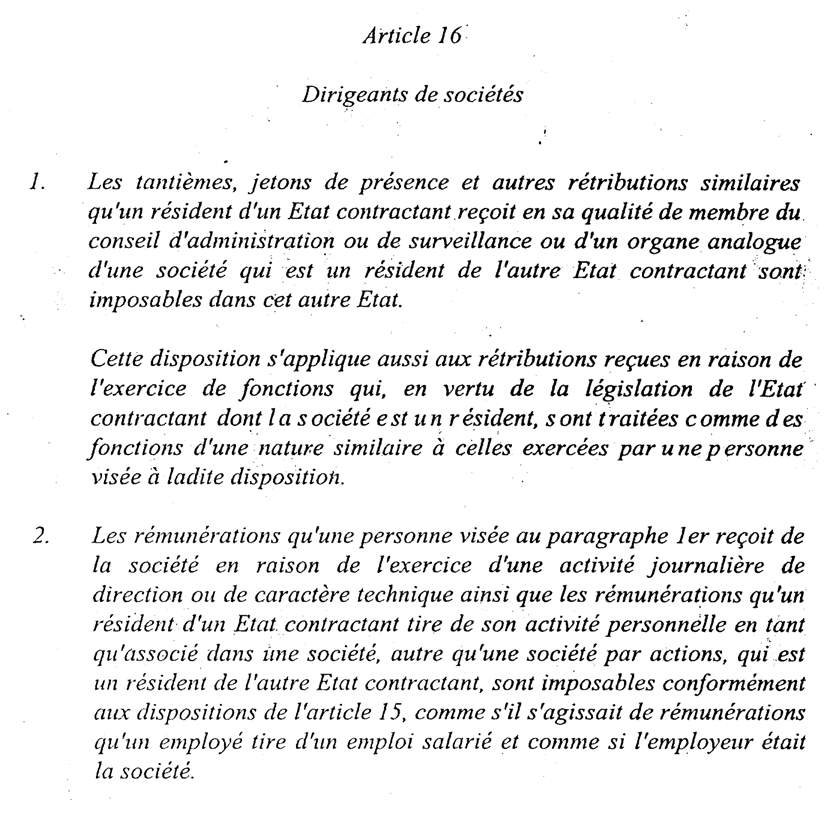 Article 16
Dirigeants de sociétés
1. Les tantièmes, jetons de présence et autres rétributions similaires
qu'un résident d'un Etat contractant reçoit en sa qualité de membre du
conseil d'administration ou de surveillance ou d'un organe analogue
d'une société qui est un résident de l'autre Etat contractant sont
imposables dans cet autre Etat.
Cette disposition s'applique aussi aux rétributions reçues en raison de
l'exercice de fonctions qui, en vertu de la législation de l'Etat
contractant dont la société est un résident, sont traitées comme des
fonctions d'une nature similaire à celles exercées par une personne
visée à ladite disposition.
2. Les rémunérations qu'une personne visée au paragraphe 1er reçoit de
la société en raison de l'exercice d'une activité journalière de
direction ou de caractère technique ainsi que les rémunérations qu'un
résident d'un Etat contractant tire de son activité personnelle en tant
qu'associé dans une société, autre qu'une société par actions, qui est
un résident de l'autre Etat contractant, sont imposables conformément
aux dispositions de l'article 15, comme s'il s'agissait de rémunérations
qu'un employé tire d'un emploi salarié et comme si l'employeur était
la société.